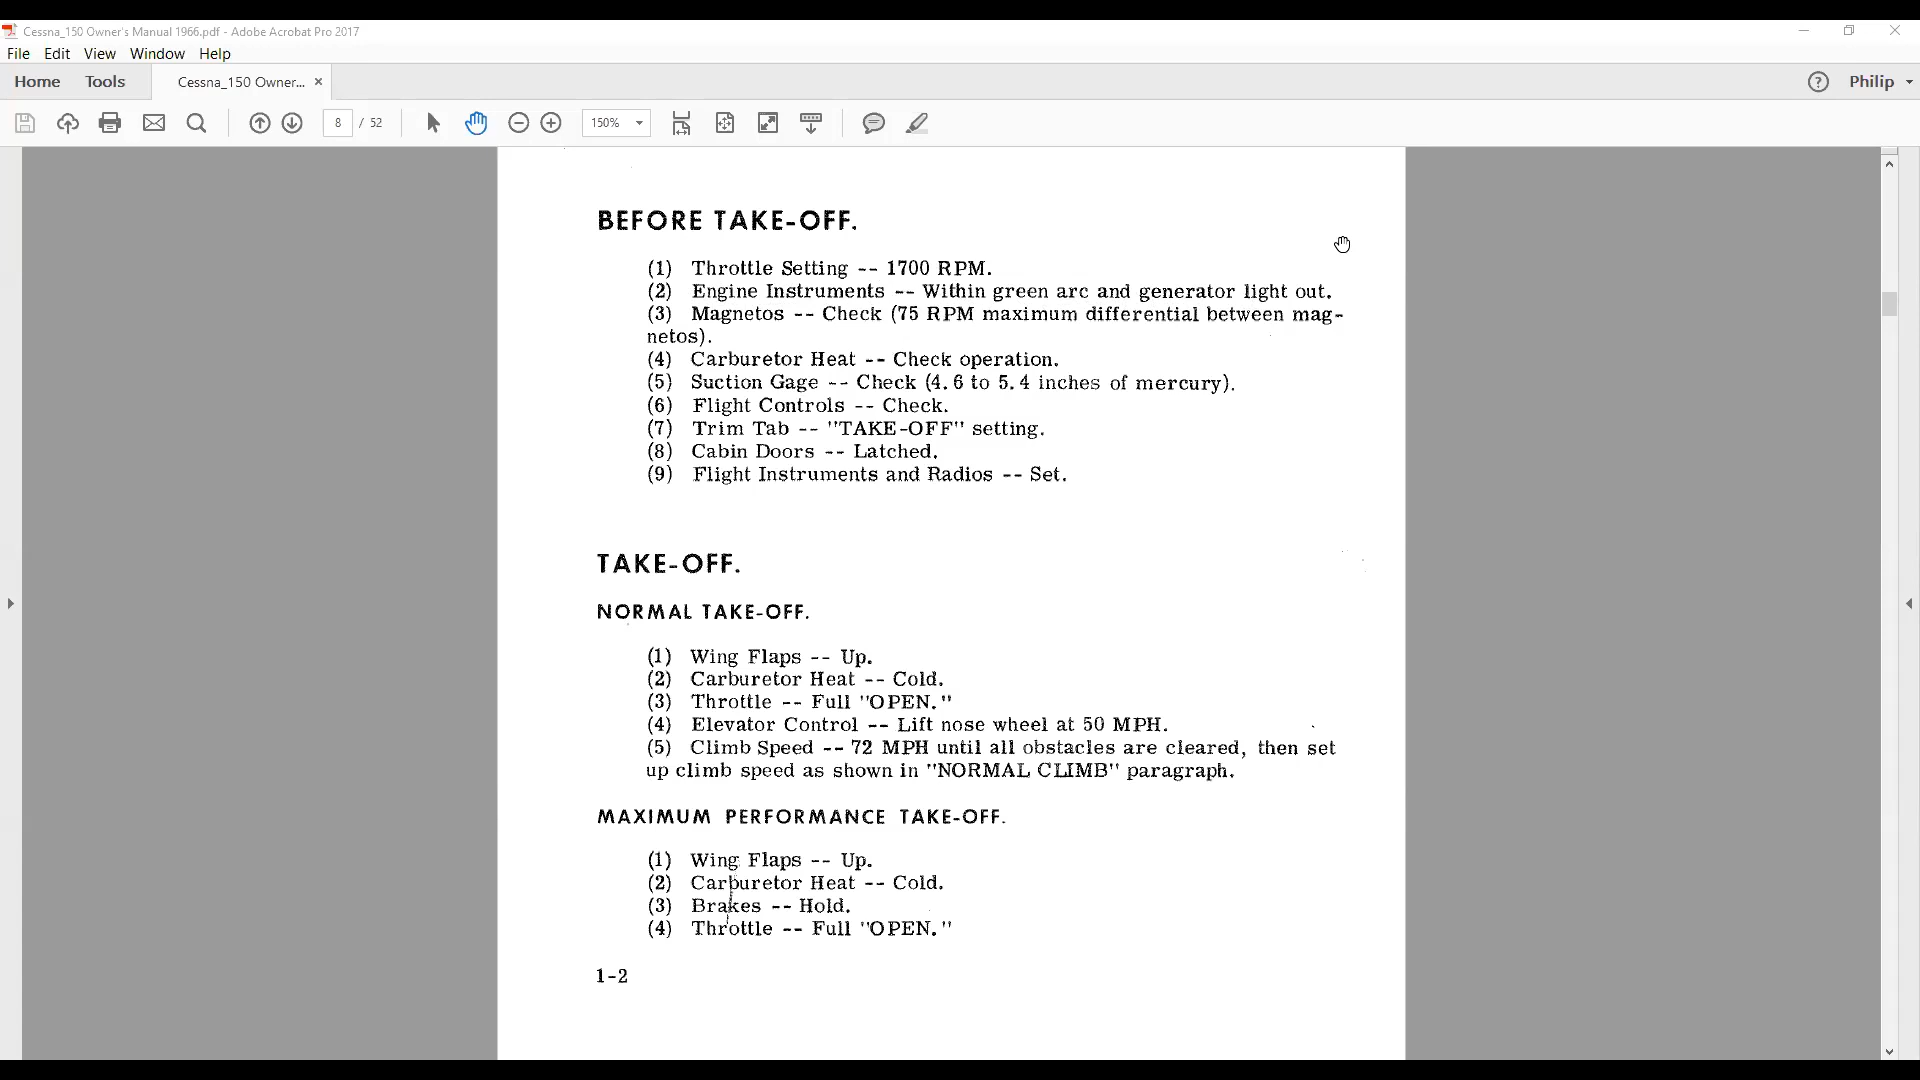 Cessna_150 Owner's Manual 1966.pdf - Adobe Acrobat Pro 2017
File Edit View Window Help
Home Tools Cessna_150 Owner... × Philip
8 / 52 150%
BEFORE TAKE-OFF.
(1) Throttle Setting -- 1700 RPM.
(2) Engine Instruments -- Within green arc and generator light out.
(3) Magnetos -- Check (75 RPM maximum differential between mag-
netos).
(4) Carburetor Heat -- Check operation.
(5) Suction Gage -- Check (4.6 to 5.4 inches of mercury).
(6) Flight Controls -- Check.
(7) Trim Tab -- "TAKE-OFF" setting.
(8) Cabin Doors -- Latched.
(9) Flight Instruments and Radios -- Set.
TAKE-OFF.
NORMAL TAKE-OFF.
(1) Wing Flaps -- Up.
(2) Carburetor Heat -- Cold.
(3) Throttle -- Full "OPEN."
(4) Elevator Control -- Lift nose wheel at 50 MPH.
(5) Climb Speed -- 72 MPH until all obstacles are cleared, then set
up climb speed as shown in "NORMAL CLIMB" paragraph.
MAXIMUM PERFORMANCE TAKE-OFF.
(1) Wing Flaps -- Up.
(2) Carburetor Heat -- Cold.
(3) Brakes -- Hold.
(4) Throttle -- Full "OPEN."
1-2